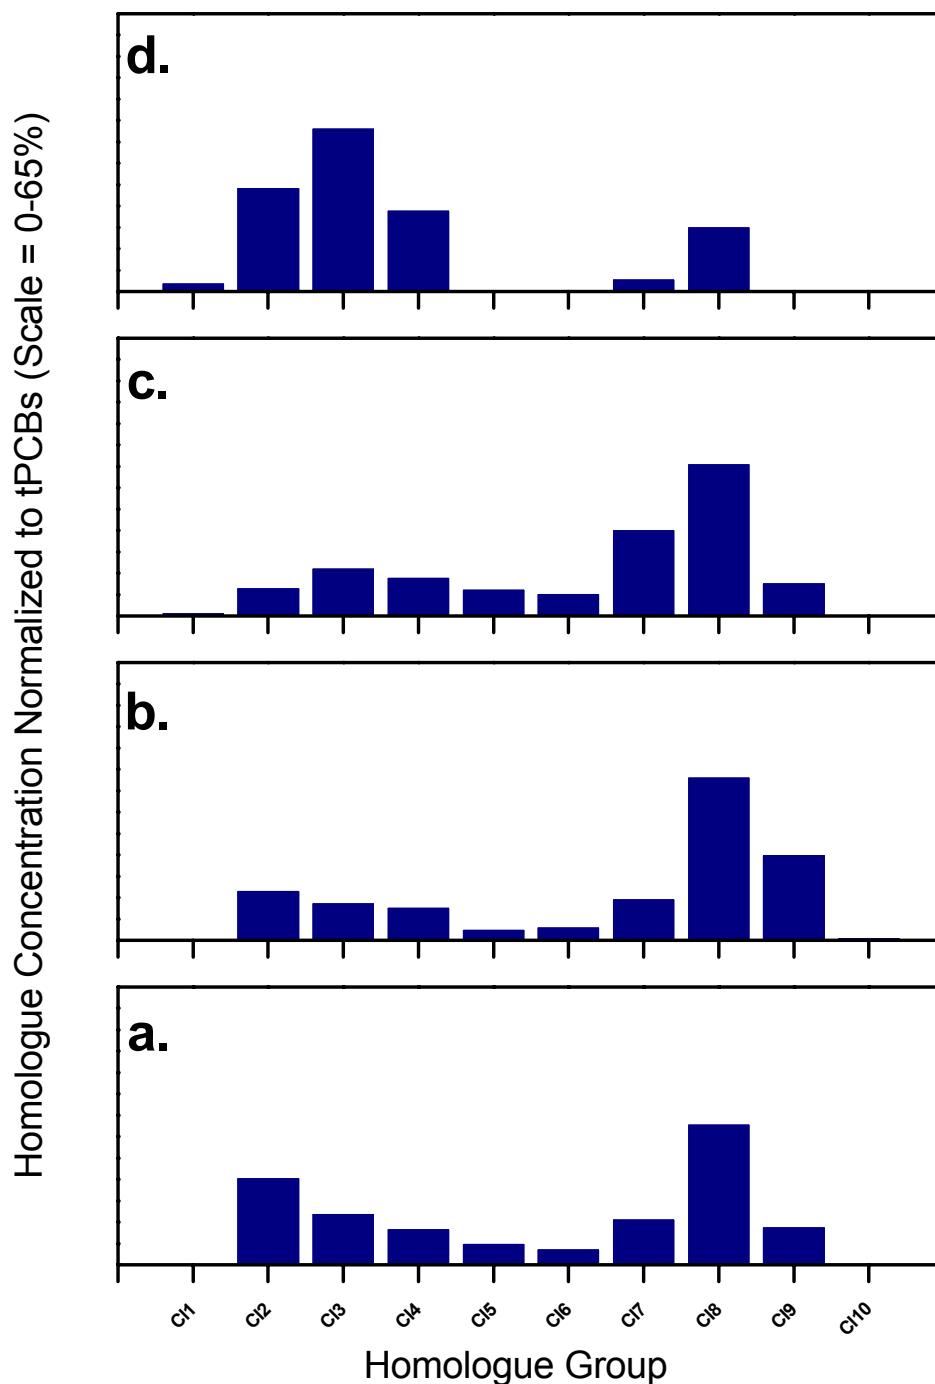 Homologue Concentration Normalized to tPCBs (Scale = 0-65%)
d.
c.
b.
a.
Cl1 Cl2 Cl3 Cl4 Cl5 Cl6 Cl7 Cl8 Cl9 Cl10
Homologue Group